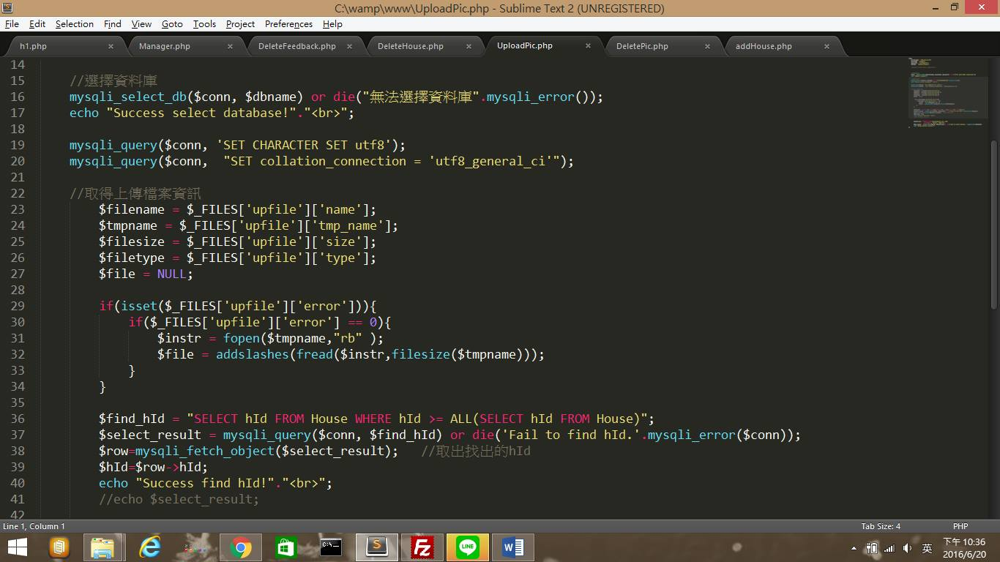 C:\wamp\www\UploadPic.php - Sublime Text 2 (UNREGISTERED)
File Edit Selection Find View Goto Tools Project Preferences Help
h1.php × Manager.php × DeleteFeedback.php × DeleteHouse.php × UploadPic.php × DeletePic.php × addHouse.php ×
14
15 //選擇資料庫
16 mysqli_select_db($conn, $dbname) or die("無法選擇資料庫".mysqli_error());
17 echo "Success select database!"."<br>";
18
19 mysqli_query($conn, 'SET CHARACTER SET utf8');
20 mysqli_query($conn,  "SET collation_connection = 'utf8_general_ci'");
21
22 //取得上傳檔案資訊
23 $filename = $_FILES['upfile']['name'];
24 $tmpname = $_FILES['upfile']['tmp_name'];
25 $filesize = $_FILES['upfile']['size'];
26 $filetype = $_FILES['upfile']['type'];
27 $file = NULL;
28
29 if(isset($_FILES['upfile']['error'])){
30 if($_FILES['upfile']['error'] == 0){
31 $instr = fopen($tmpname,"rb" );
32 $file = addslashes(fread($instr,filesize($tmpname)));
33 }
34 }
35
36 $find_hId = "SELECT hId FROM House WHERE hId >= ALL(SELECT hId FROM House)";
37 $select_result = mysqli_query($conn, $find_hId) or die('Fail to find hId.'.mysqli_error($conn));
38 $row=mysqli_fetch_object($select_result);   //取出找出的hId
39 $hId=$row->hId;
40 echo "Success find hId!"."<br>";
41 //echo $select_result;
42
Line 1, Column 1 Tab Size: 4 PHP
英 下午 10:36
2016/6/20